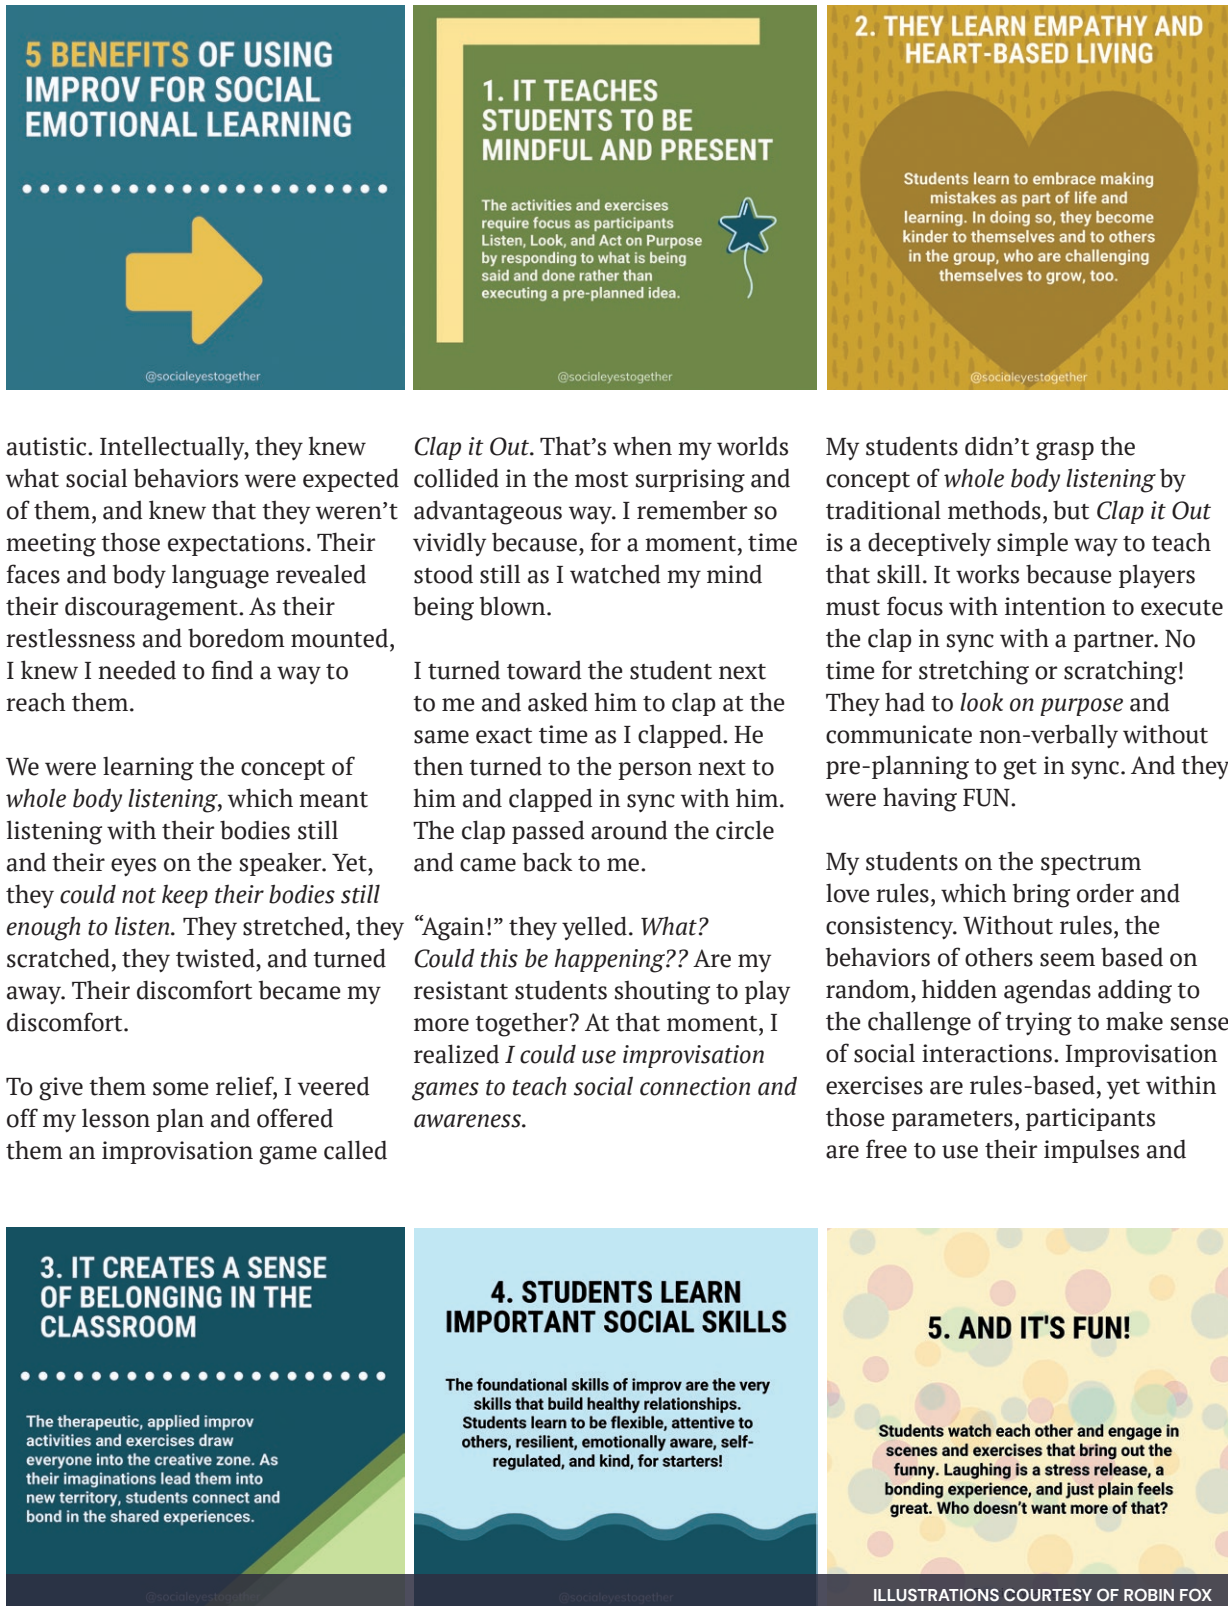 5 BENEFITS OF USING
IMPROV FOR SOCIAL
EMOTIONAL LEARNING
@socialeyestogether
1. IT TEACHES
STUDENTS TO BE
MINDFUL AND PRESENT
The activities and exercises
require focus as participants
Listen, Look, and Act on Purpose
by responding to what is being
said and done rather than
executing a pre-planned idea.
@socialeyestogether
2. THEY LEARN EMPATHY AND
HEART-BASED LIVING
Students learn to embrace making
mistakes as part of life and
learning. In doing so, they become
kinder to themselves and to others
in the group, who are challenging
themselves to grow, too.
@socialeyestogether
autistic. Intellectually, they knew
what social behaviors were expected
of them, and knew that they weren’t
meeting those expectations. Their
faces and body language revealed
their discouragement. As their
restlessness and boredom mounted,
I knew I needed to find a way to
reach them.
We were learning the concept of
whole body listening, which meant
listening with their bodies still
and their eyes on the speaker. Yet,
they could not keep their bodies still
enough to listen. They stretched, they
scratched, they twisted, and turned
away. Their discomfort became my
discomfort.
To give them some relief, I veered
off my lesson plan and offered
them an improvisation game called
Clap it Out. That’s when my worlds
collided in the most surprising and
advantageous way. I remember so
vividly because, for a moment, time
stood still as I watched my mind
being blown.
I turned toward the student next
to me and asked him to clap at the
same exact time as I clapped. He
then turned to the person next to
him and clapped in sync with him.
The clap passed around the circle
and came back to me.
“Again!” they yelled. What?
Could this be happening?? Are my
resistant students shouting to play
more together? At that moment, I
realized I could use improvisation
games to teach social connection and
awareness.
My students didn’t grasp the
concept of whole body listening by
traditional methods, but Clap it Out
is a deceptively simple way to teach
that skill. It works because players
must focus with intention to execute
the clap in sync with a partner. No
time for stretching or scratching!
They had to look on purpose and
communicate non-verbally without
pre-planning to get in sync. And they
were having FUN.
My students on the spectrum
love rules, which bring order and
consistency. Without rules, the
behaviors of others seem based on
random, hidden agendas adding to
the challenge of trying to make sense
of social interactions. Improvisation
exercises are rules-based, yet within
those parameters, participants
are free to use their impulses and
3. IT CREATES A SENSE
OF BELONGING IN THE
CLASSROOM
The therapeutic, applied improv
activities and exercises draw
everyone into the creative zone. As
their imaginations lead them into
new territory, students connect and
bond in the shared experiences.
@socialeyestogether
4. STUDENTS LEARN
IMPORTANT SOCIAL SKILLS
The foundational skills of improv are the very
skills that build healthy relationships.
Students learn to be flexible, attentive to
others, resilient, emotionally aware, self-
regulated, and kind, for starters!
@socialeyestogether
5. AND IT'S FUN!
Students watch each other and engage in
scenes and exercises that bring out the
funny. Laughing is a stress release, a
bonding experience, and just plain feels
great. Who doesn’t want more of that?
ILLUSTRATIONS COURTESY OF ROBIN FOX